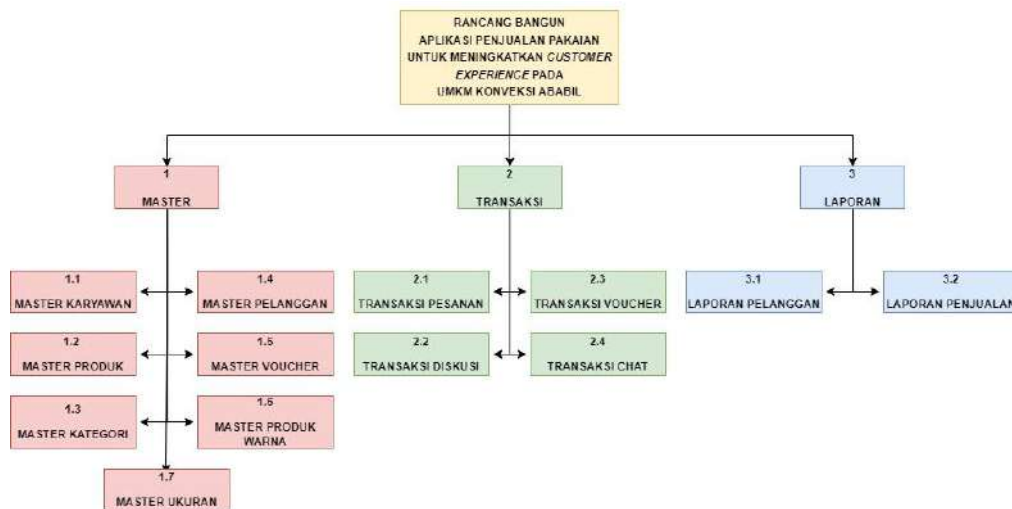 RANCANG BANGUN
APLIKASI PENJUALAN PAKAIAN
UNTUK MENINGKATKAN CUSTOMER
EXPERIENCE PADA
UMKM KONVEKSI ABABIL
1
MASTER
2
TRANSAKSI
3
LAPORAN
1.1
MASTER KARYAWAN
1.4
MASTER PELANGGAN
1.2
MASTER PRODUK
1.5
MASTER VOUCHER
1.3
MASTER KATEGORI
1.6
MASTER PRODUK
WARNA
1.7
MASTER UKURAN
2.1
TRANSAKSI PESANAN
2.3
TRANSAKSI VOUCHER
2.2
TRANSAKSI DISKUSI
2.4
TRANSAKSI CHAT
3.1
LAPORAN PELANGGAN
3.2
LAPORAN PENJUALAN